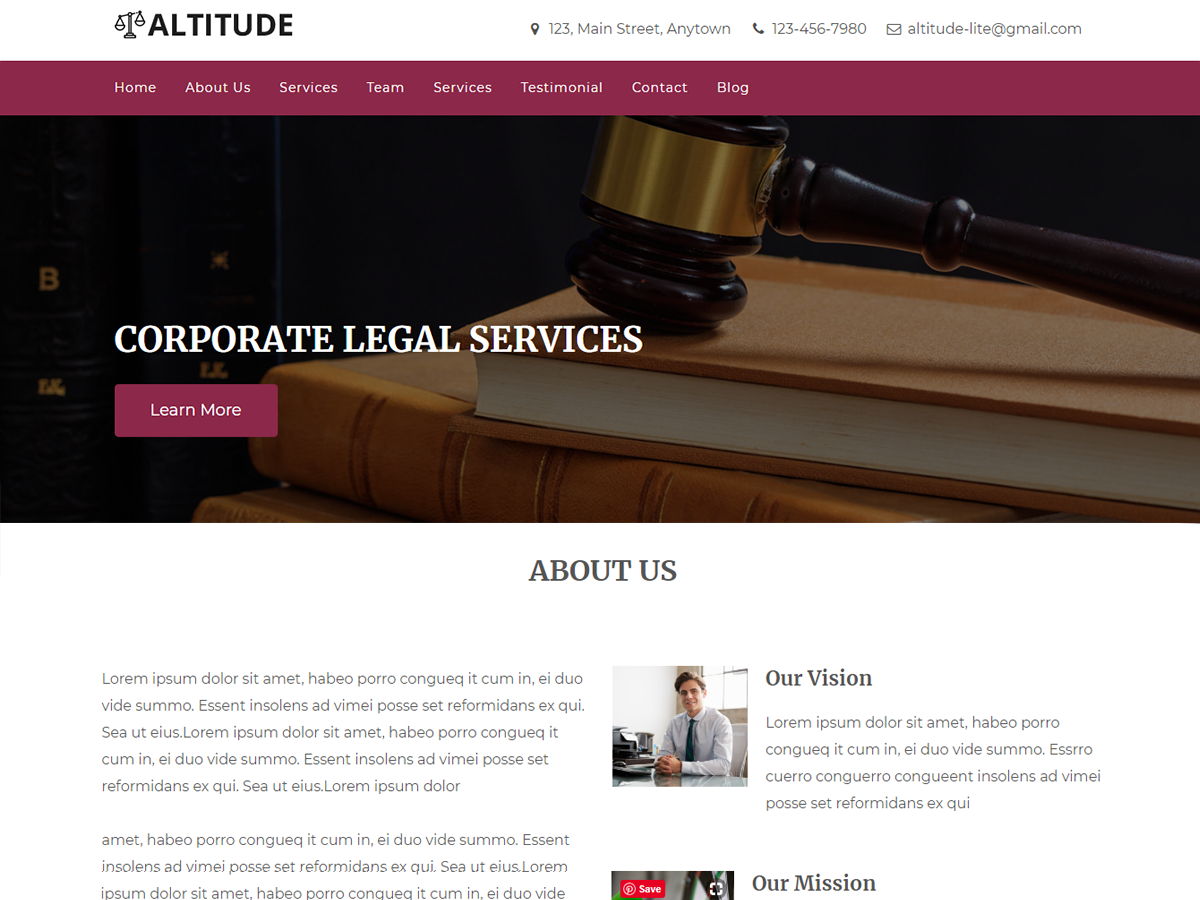 ALTITUDE
123, Main Street, Anytown 123-456-7980 altitude-lite@gmail.com
Home About Us Services Team Services Testimonial Contact Blog
B
CORPORATE LEGAL SERVICES
Learn More
ABOUT US
Lorem ipsum dolor sit amet, habeo porro congueq it cum in, ei duo
vide summo. Essent insolens ad vimei posse set reformidans ex qui.
Sea ut eius.Lorem ipsum dolor sit amet, habeo porro congueq it
cum in, ei duo vide summo. Essent insolens ad vimei posse set
reformidans ex qui. Sea ut eius.Lorem ipsum dolor
amet, habeo porro congueq it cum in, ei duo vide summo. Essent
insolens ad vimei posse set reformidans ex qui. Sea ut eius.Lorem
ipsum dolor sit amet, habeo porro congueq it cum in, ei duo vide
Our Vision
Lorem ipsum dolor sit amet, habeo porro
congueq it cum in, ei duo vide summo. Essrro
cuerro conguerro congueent insolens ad vimei
posse set reformidans ex qui
Save
Our Mission